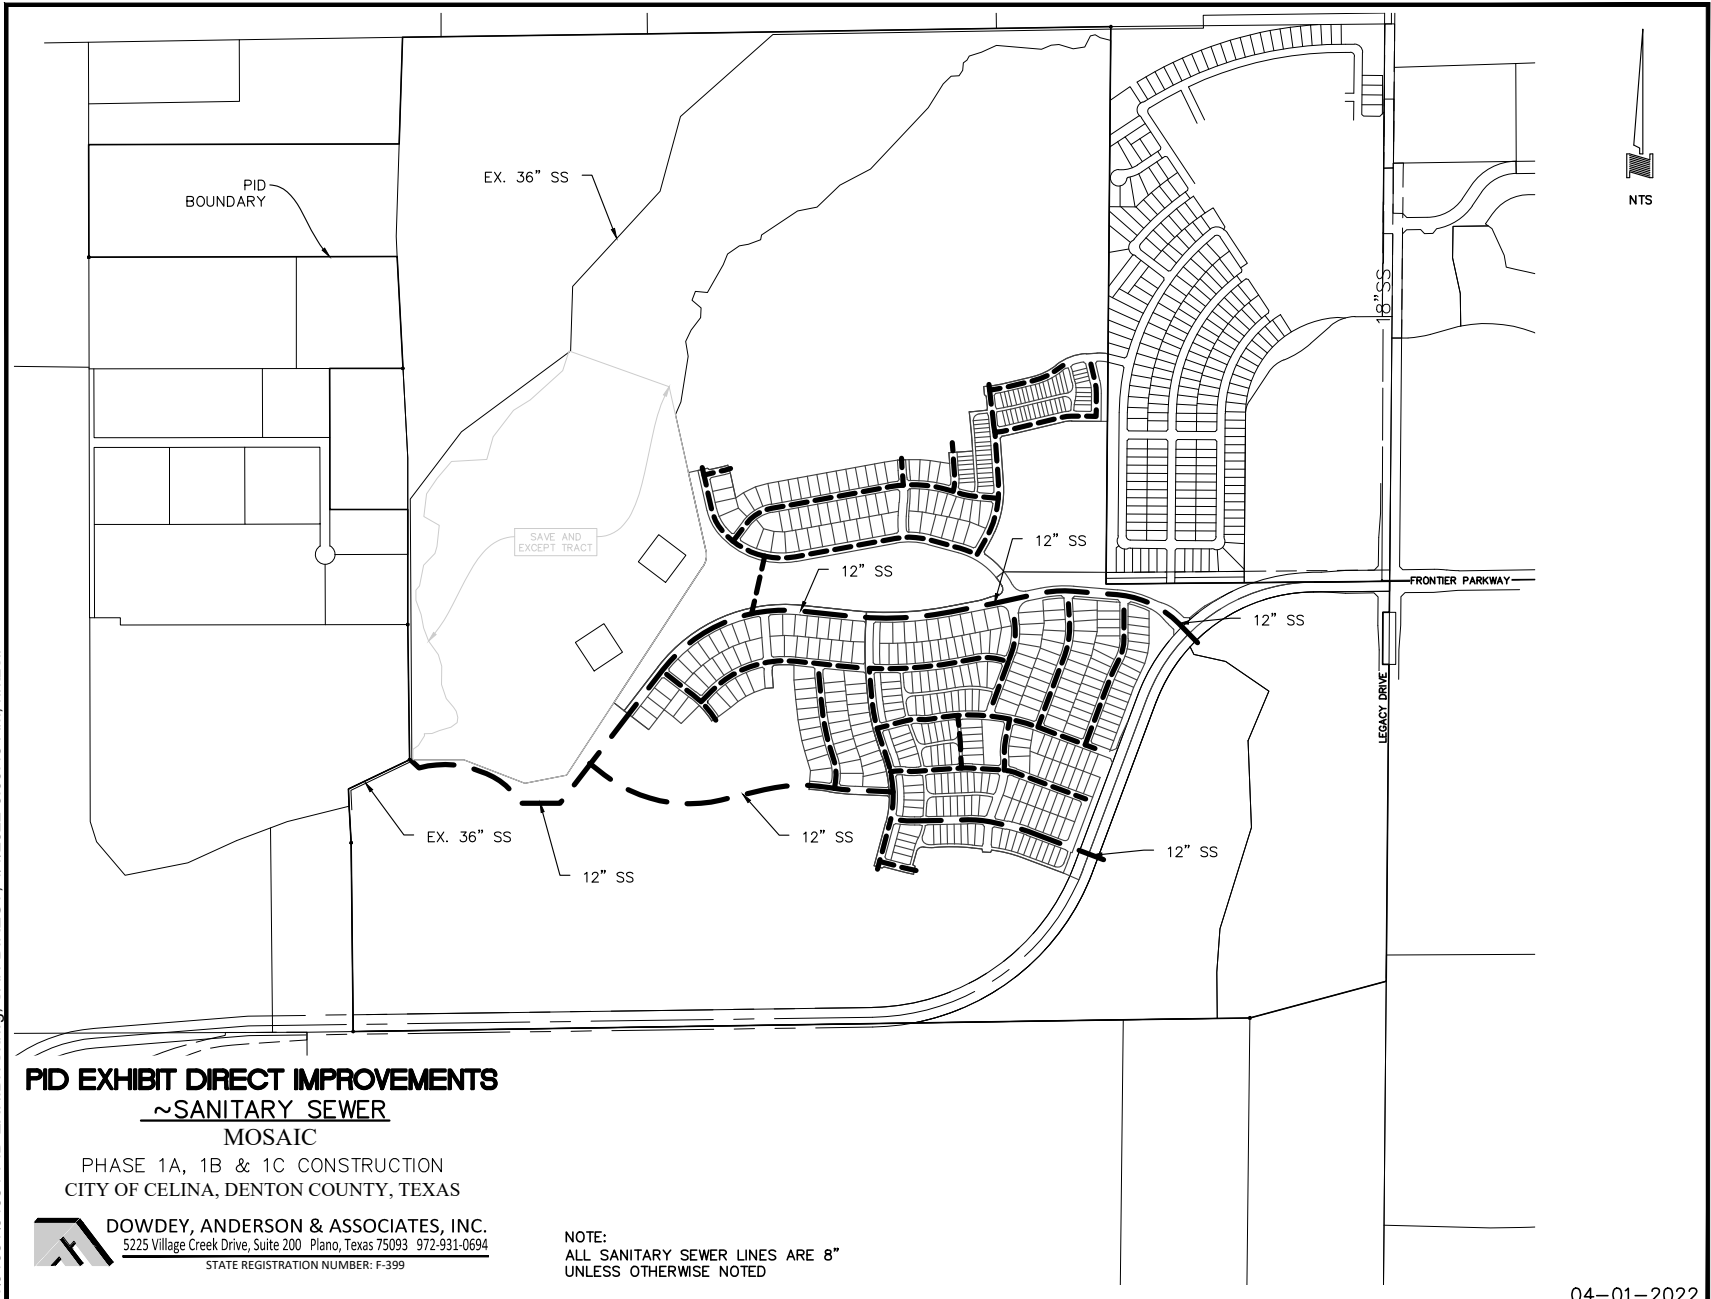 PID
BOUNDARY
EX. 36" SS
NTS
18"SS
SAVE AND
EXCEPT TRACT
12" SS
12" SS
FRONTIER PARKWAY
12" SS
LEGACY DRIVE
EX. 36" SS
12" SS
12" SS
12" SS
PID EXHIBIT DIRECT IMPROVEMENTS
~SANITARY SEWER
MOSAIC
PHASE 1A, 1B & 1C CONSTRUCTION
CITY OF CELINA, DENTON COUNTY, TEXAS
DOWDEY, ANDERSON & ASSOCIATES, INC.
5225 Village Creek Drive, Suite 200 Plano, Texas 75093 972-931-0694
STATE REGISTRATION NUMBER: F-399
NOTE:
ALL SANITARY SEWER LINES ARE 8"
UNLESS OTHERWISE NOTED
04-01-2022